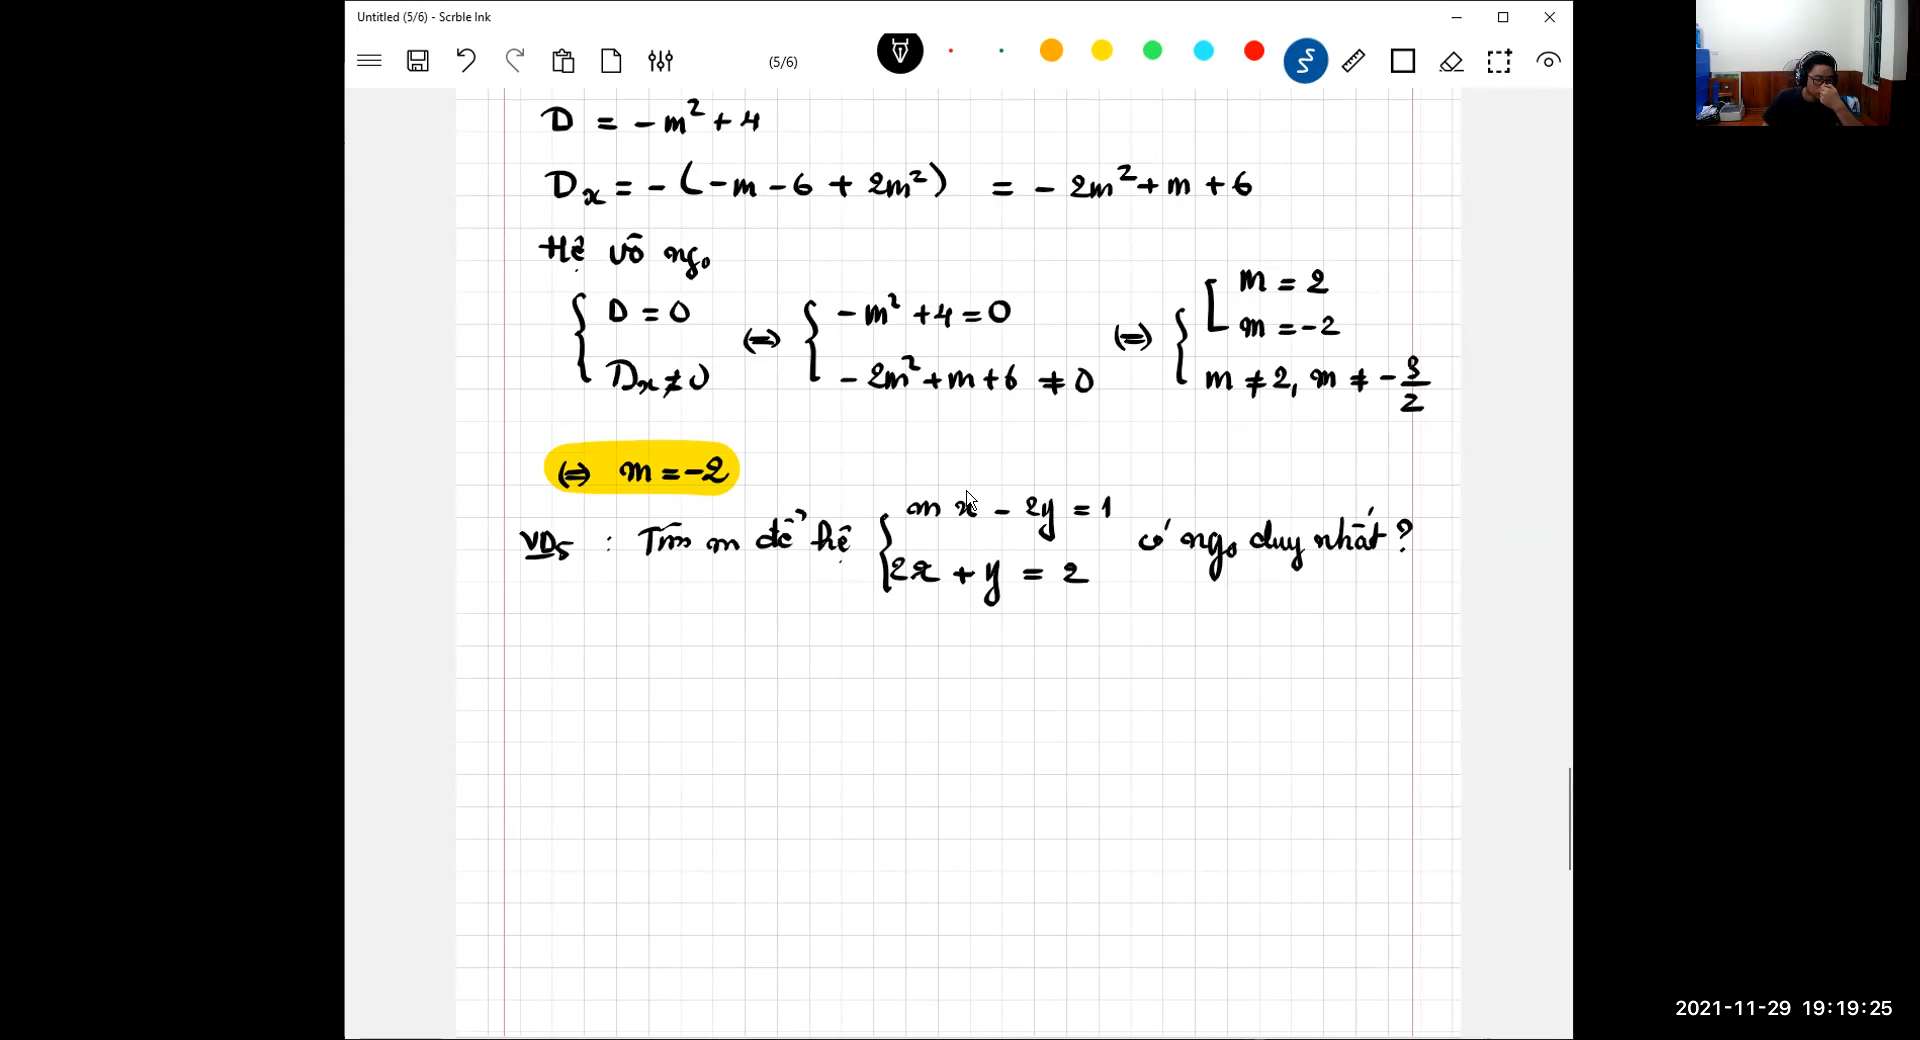 Untitled (5/6) - Scrble Ink
(5/6)
D = -m² + 4
Dx = -(-m - 6 + 2m²) = - 2m² + m + 6
Hệ vô ngo
{ D = 0 (=) { -m² + 4 = 0 (=) { [ m = 2
m = -2
Dx ≠ 0 - 2m² + m + 6 ≠ 0 m ≠ 2, m ≠ -3/2
(=) m = -2
VD5 : Tìm m để hệ { mx - 2y = 1 có ngo duy nhất ?
2x + y = 2
2021-11-29 19:19:25